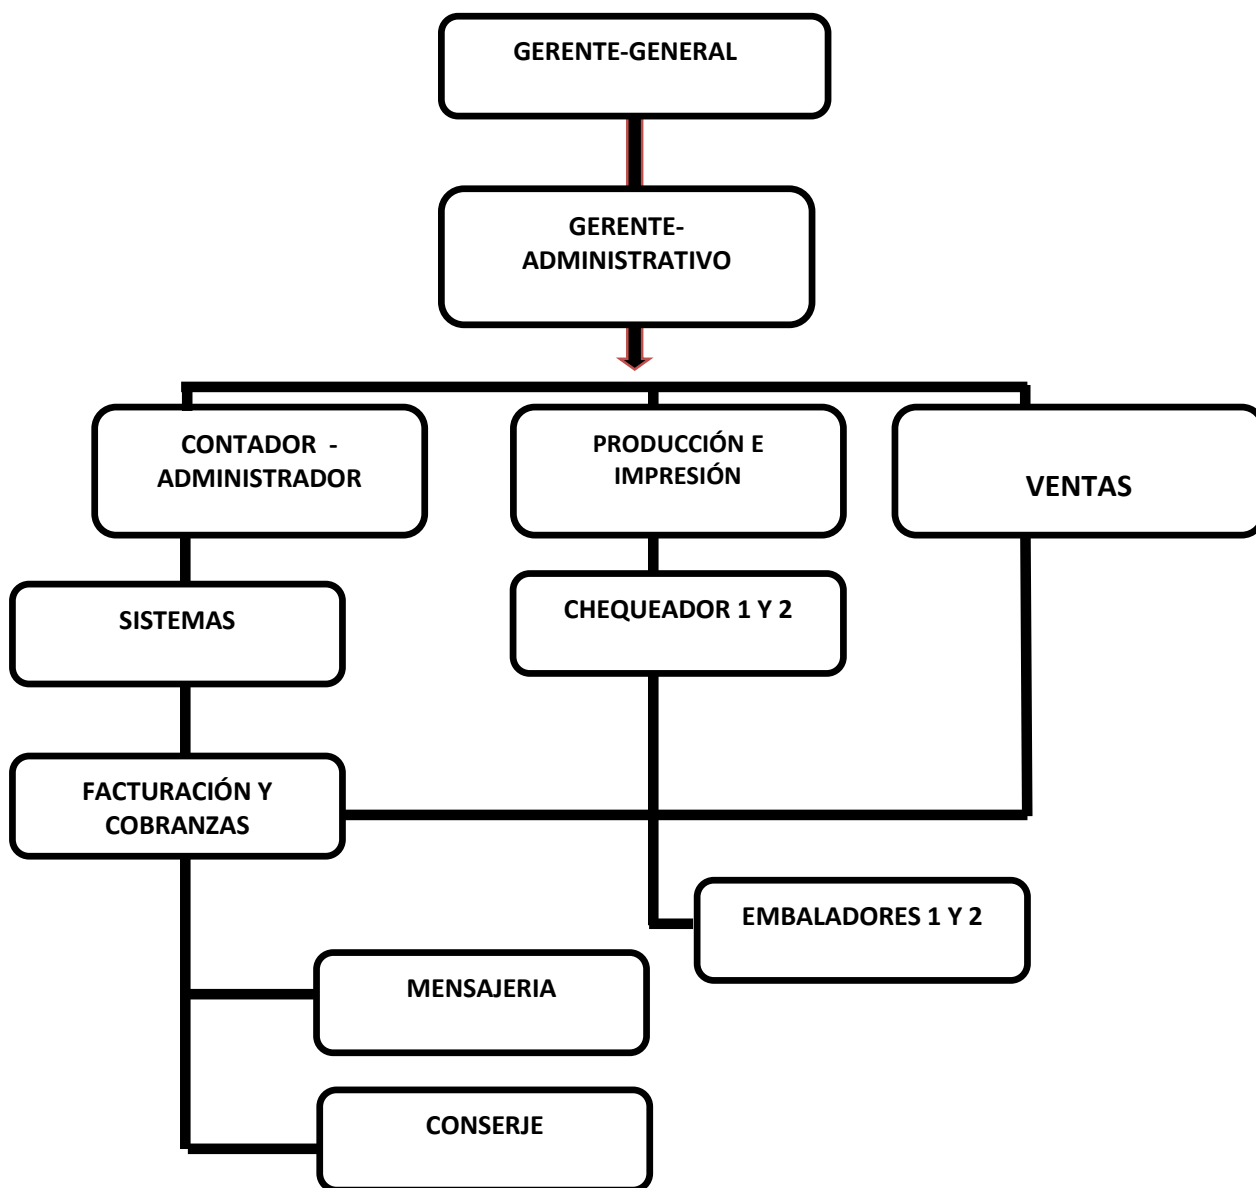 GERENTE-GENERAL
GERENTE-
ADMINISTRATIVO
CONTADOR -
ADMINISTRADOR
PRODUCCIÓN E
IMPRESIÓN
VENTAS
SISTEMAS
CHEQUEADOR 1 Y 2
FACTURACIÓN Y
COBRANZAS
EMBALADORES 1 Y 2
MENSAJERIA
CONSERJE